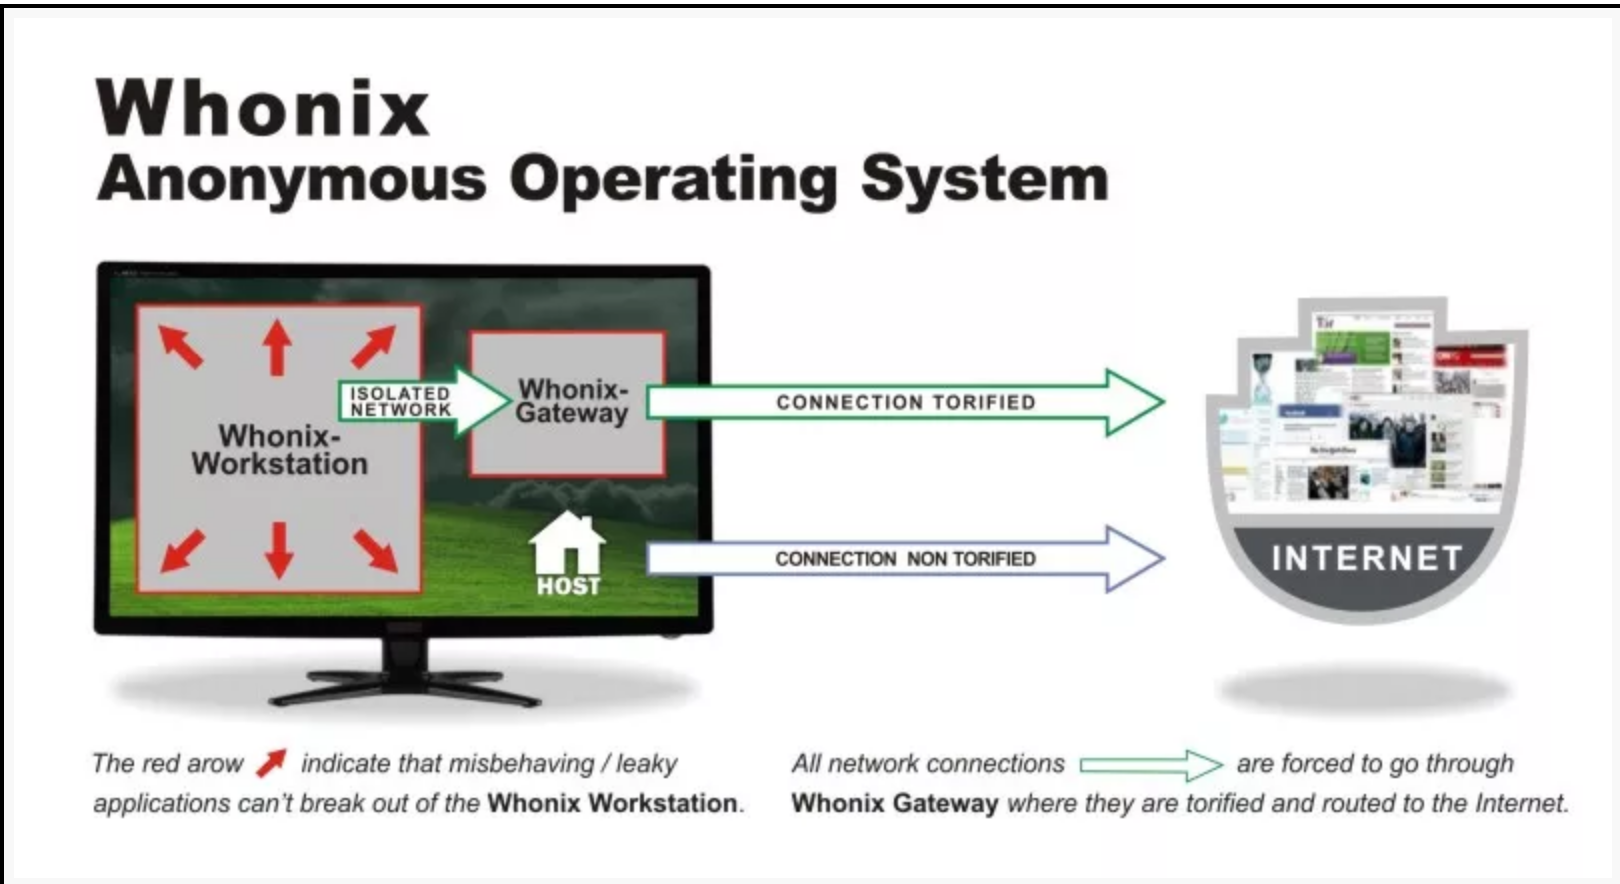 Whonix
Anonymous Operating System
ISOLATED
NETWORK
Whonix-
Gateway
Whonix-
Workstation
CONNECTION TORIFIED
HOST
CONNECTION NON TORIFIED
INTERNET
The red arow indicate that misbehaving / leaky
applications can't break out of the Whonix Workstation.
All network connections are forced to go through
Whonix Gateway where they are torified and routed to the Internet.